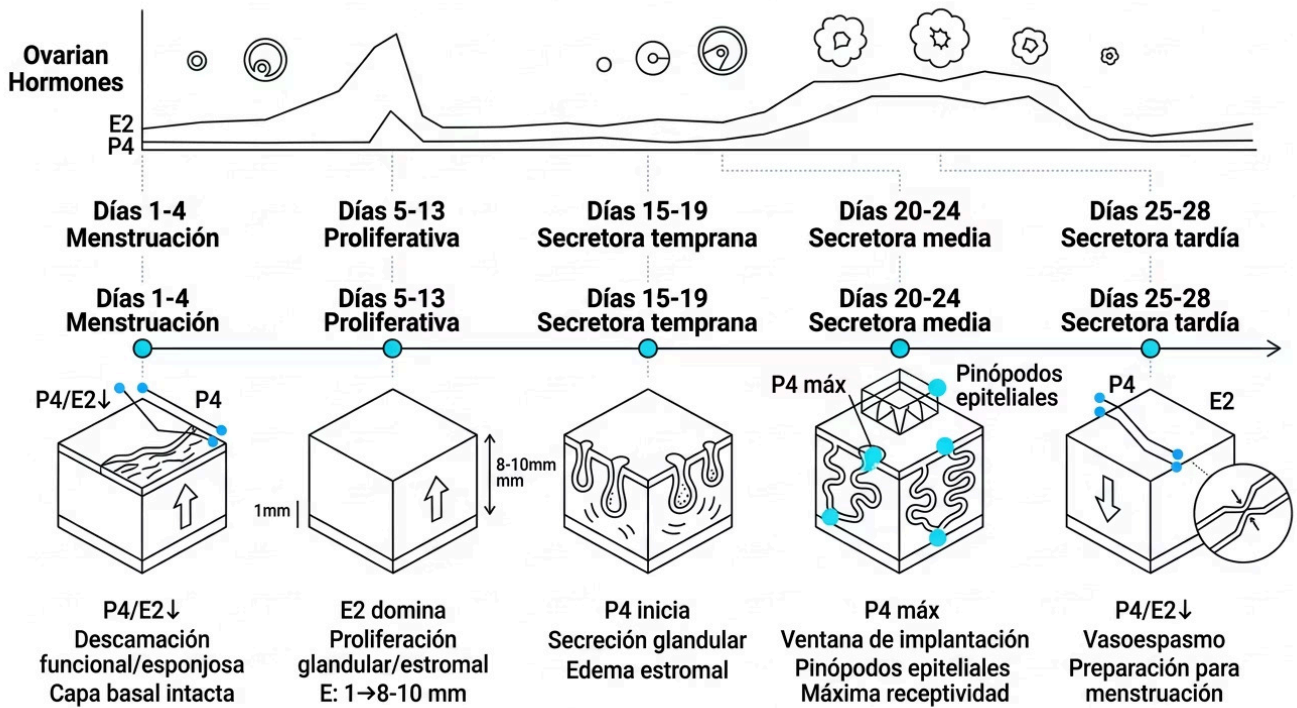 Ovarian
Hormones
E2
P4
Días 1-4
Menstruación
Días 5-13
Proliferativa
Días 15-19
Secretora temprana
Días 20-24
Secretora media
Días 25-28
Secretora tardía
Días 1-4
Menstruación
Días 5-13
Proliferativa
Días 15-19
Secretora temprana
Días 20-24
Secretora media
Días 25-28
Secretora tardía
P4/E2↓
P4
1mm
8-10mm
mm
P4 máx
Pinópodos
epiteliales
P4
E2
P4/E2↓
Descamación
funcional/esponjosa
Capa basal intacta
E2 domina
Proliferación
glandular/estromal
E: 1→8-10 mm
P4 inicia
Secreción glandular
Edema estromal
P4 máx
Ventana de implantación
Pinópodos epiteliales
Máxima receptividad
P4/E2↓
Vasoespasmo
Preparación para
menstruación